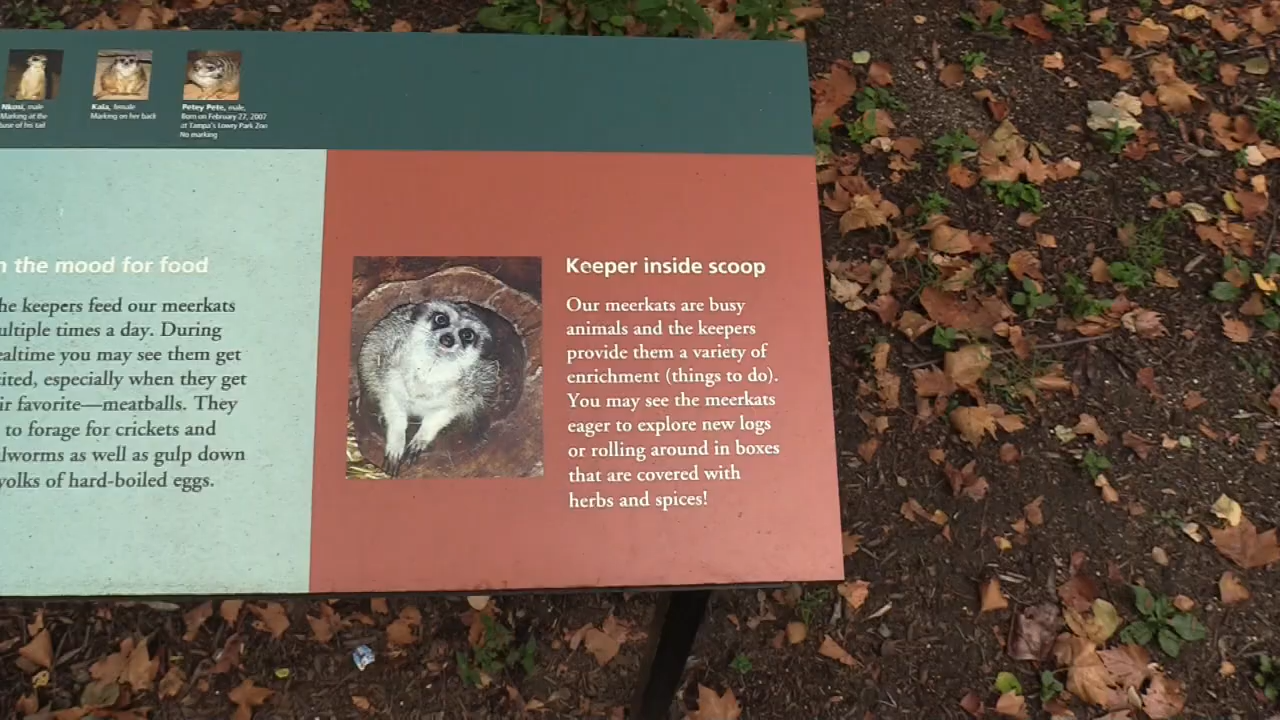 Nkosi, male
Marking at the
base of his tail
Kala, female
Marking on her back
Petey Pete, male,
Born on February 27, 2007
at Tampa's Lowry Park Zoo
No marking
n the mood for food
he keepers feed our meerkats
ultiple times a day. During
ealtime you may see them get
cited, especially when they get
ir favorite—meatballs. They
to forage for crickets and
lworms as well as gulp down
yolks of hard-boiled eggs.
Keeper inside scoop
Our meerkats are busy
animals and the keepers
provide them a variety of
enrichment (things to do).
You may see the meerkats
eager to explore new logs
or rolling around in boxes
that are covered with
herbs and spices!